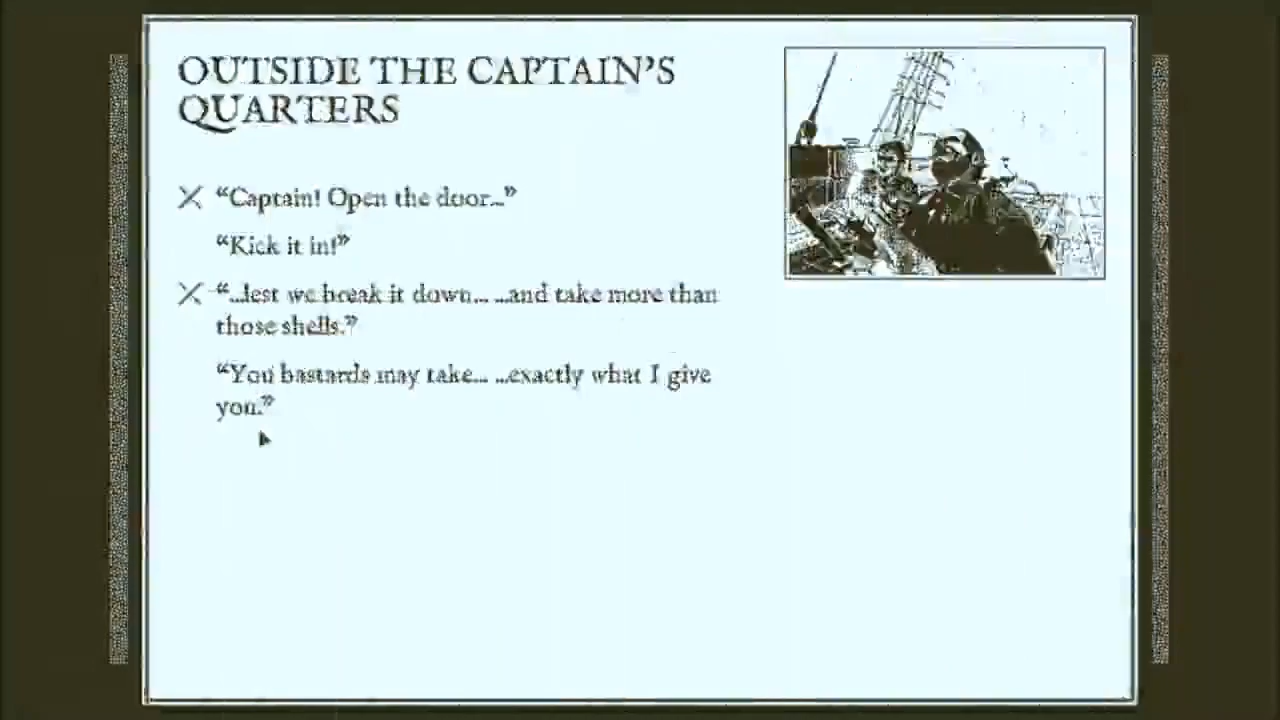 OUTSIDE THE CAPTAIN'S
QUARTERS
"Captain! Open the door..."
"Kick it in!"
"...lest we break it down... ...and take more than
those shells."
"You bastards may take... ...exactly what I give
you."